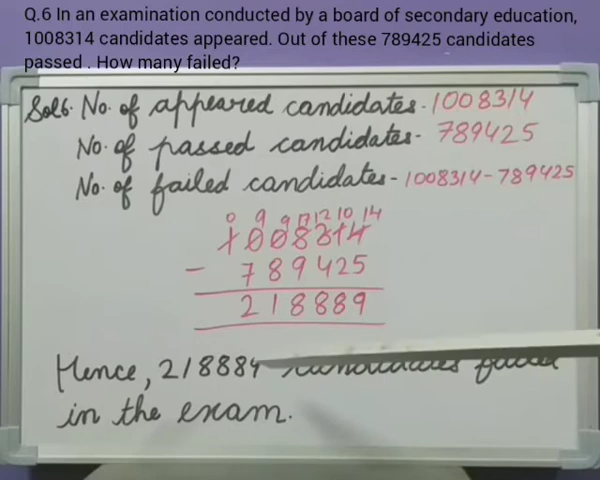 Q.6 In an examination conducted by a board of secondary education,
1008314 candidates appeared. Out of these 789425 candidates
passed . How many failed?
Sol6. No. of appeared candidates - 1008314
No. of passed candidates - 789425
No. of failed candidates - 1008314 - 789425
0 9 9 17 12 10 14
1008314
- 789425
218889
Hence, candidates failed
in the exam.